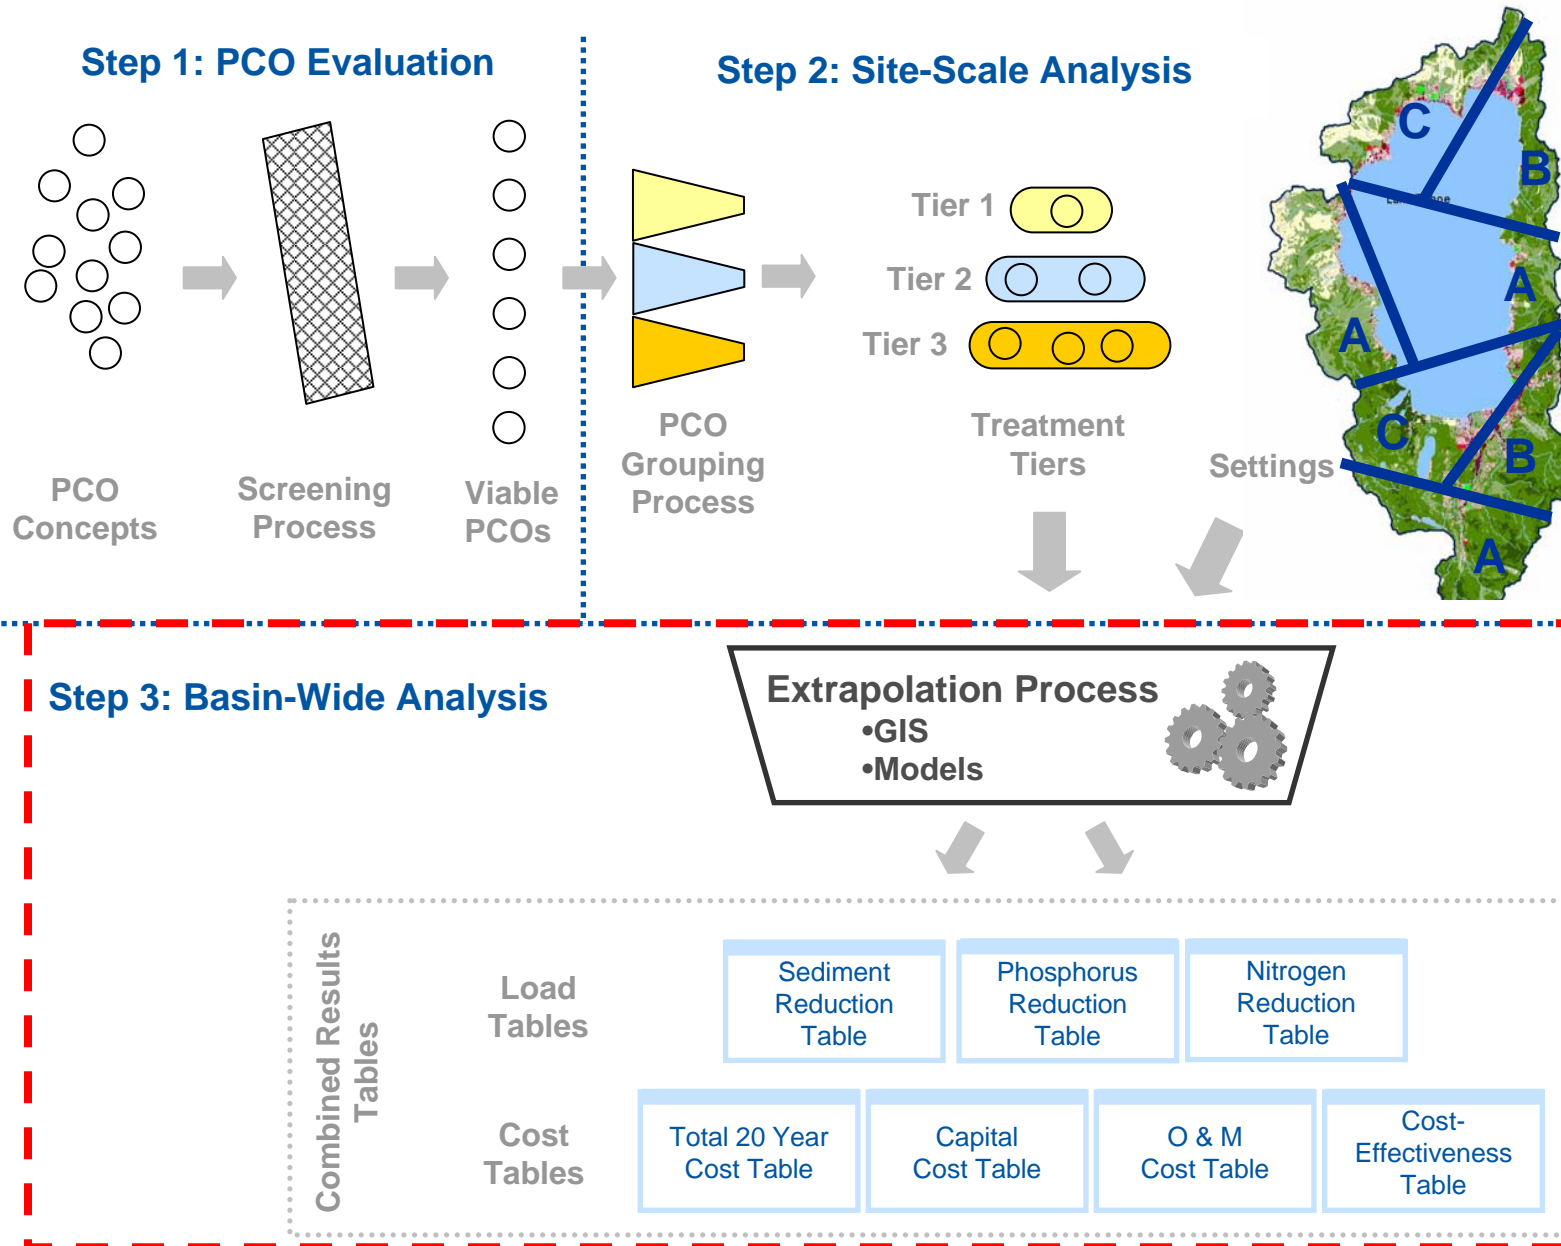 Step 1: PCO Evaluation
PCO
Concepts
Screening
Process
Viable
PCOs
Step 2: Site-Scale Analysis
PCO
Grouping
Process
Tier 1
Tier 2
Tier 3
Treatment
Tiers
Settings
C
B
A
A
C
B
A
Step 3: Basin-Wide Analysis
Extrapolation Process
•GIS
•Models
Combined Results
Tables
Load
Tables
Sediment
Reduction
Table
Phosphorus
Reduction
Table
Nitrogen
Reduction
Table
Cost
Tables
Total 20 Year
Cost Table
Capital
Cost Table
O & M
Cost Table
Cost-
Effectiveness
Table